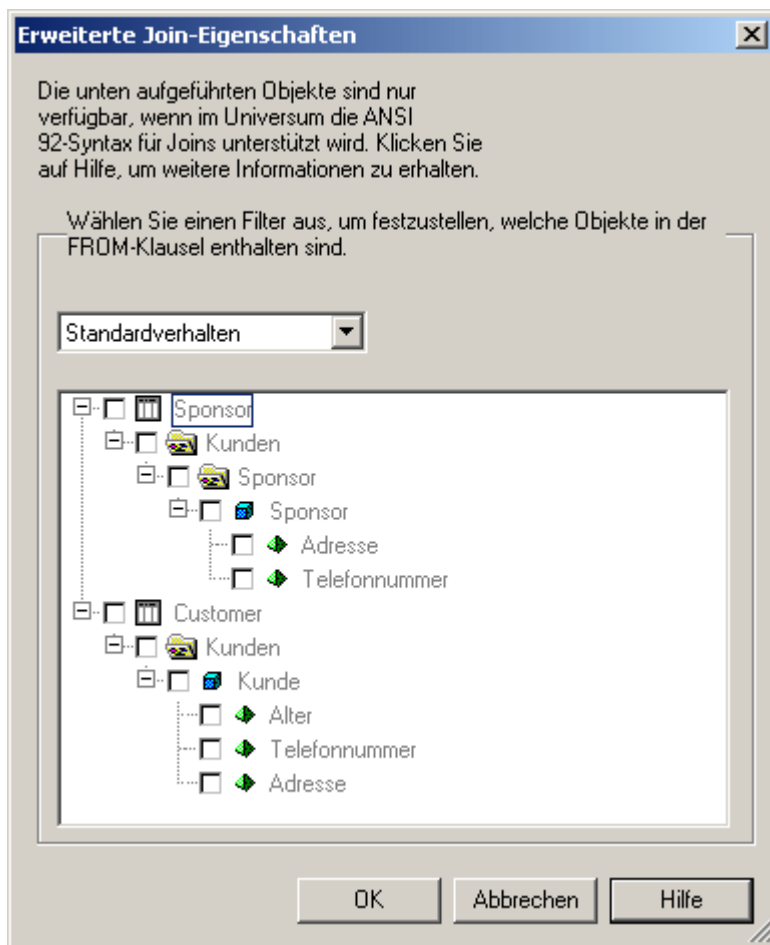 Erweiterte Join-Eigenschaften
Die unten aufgeführten Objekte sind nur
verfügbar, wenn im Universum die ANSI
92-Syntax für Joins unterstützt wird. Klicken Sie
auf Hilfe, um weitere Informationen zu erhalten.
Wählen Sie einen Filter aus, um festzustellen, welche Objekte in der
FROM-Klausel enthalten sind.
Standardverhalten
Sponsor
Kunden
Sponsor
Sponsor
Adresse
Telefonnummer
Customer
Kunden
Kunde
Alter
Telefonnummer
Adresse
OK Abbrechen Hilfe